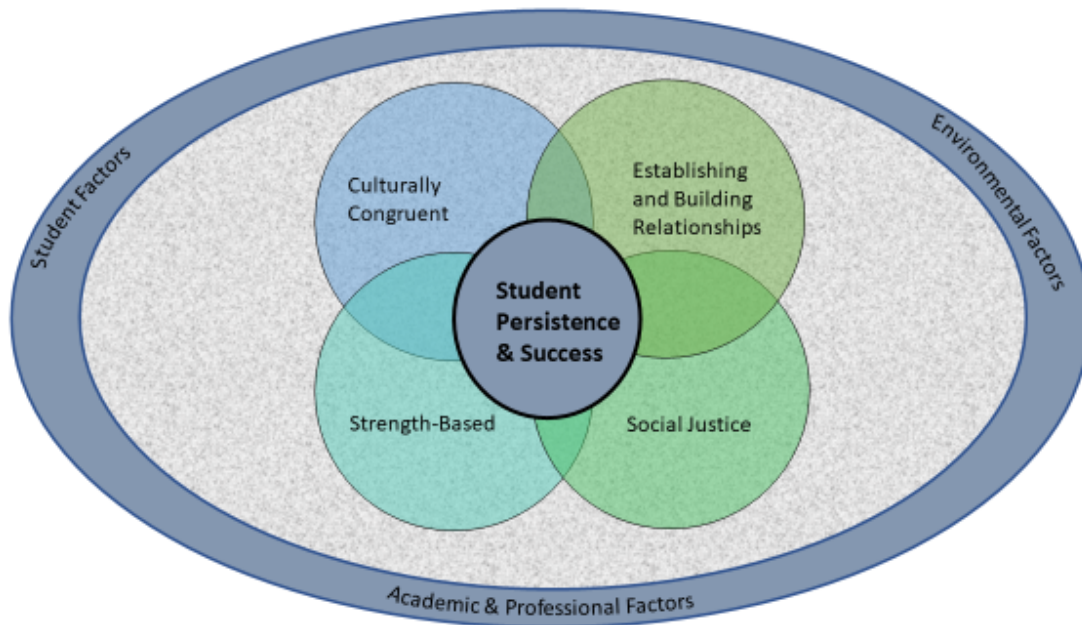 Student Factors
Environmental Factors
Culturally
Congruent
Establishing
and Building
Relationships
Student
Persistence
& Success
Strength-Based
Social Justice
Academic & Professional Factors